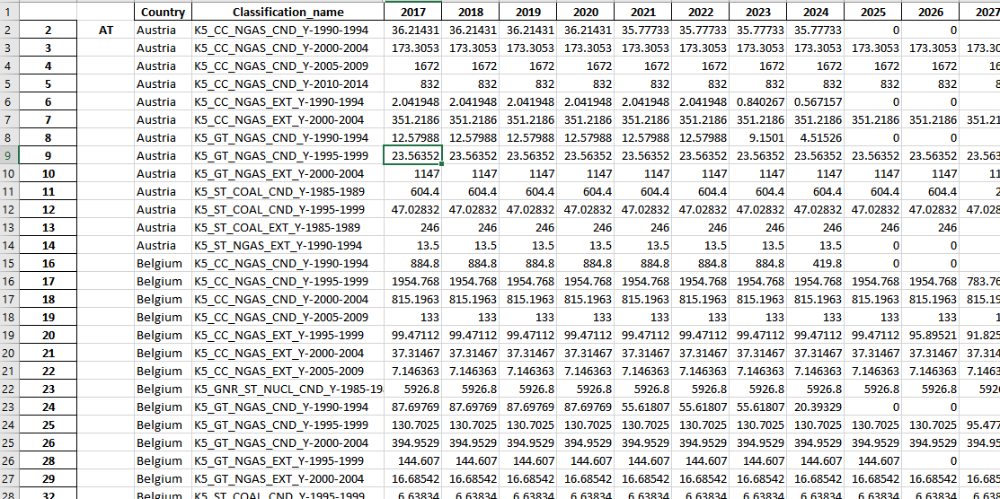 1 Country Classification_name 2017 2018 2019 2020 2021 2022 2023 2024 2025 2026 2027
2 2 AT Austria K5_CC_NGAS_CND_Y-1990-1994 36.21431 36.21431 36.21431 36.21431 35.77733 35.77733 35.77733 35.77733 0 0
3 3 Austria K5_CC_NGAS_CND_Y-2000-2004 173.3053 173.3053 173.3053 173.3053 173.3053 173.3053 173.3053 173.3053 173.3053 173.3053 173.30
4 4 Austria K5_CC_NGAS_CND_Y-2005-2009 1672 1672 1672 1672 1672 1672 1672 1672 1672 1672 16
5 5 Austria K5_CC_NGAS_CND_Y-2010-2014 832 832 832 832 832 832 832 832 832 832 8
6 6 Austria K5_CC_NGAS_EXT_Y-1990-1994 2.041948 2.041948 2.041948 2.041948 2.041948 2.041948 0.840267 0.567157 0 0
7 7 Austria K5_CC_NGAS_EXT_Y-2000-2004 351.2186 351.2186 351.2186 351.2186 351.2186 351.2186 351.2186 351.2186 351.2186 351.2186 351.21
8 8 Austria K5_GT_NGAS_CND_Y-1990-1994 12.57988 12.57988 12.57988 12.57988 12.57988 12.57988 9.1501 4.51526 0 0
9 9 Austria K5_GT_NGAS_CND_Y-1995-1999 23.56352 23.56352 23.56352 23.56352 23.56352 23.56352 23.56352 23.56352 23.56352 23.56352 23.563
10 10 Austria K5_GT_NGAS_EXT_Y-2000-2004 1147 1147 1147 1147 1147 1147 1147 1147 1147 1147 11
11 11 Austria K5_ST_COAL_CND_Y-1985-1989 604.4 604.4 604.4 604.4 604.4 604.4 604.4 604.4 604.4 604.4 2
12 12 Austria K5_ST_COAL_CND_Y-1995-1999 47.02832 47.02832 47.02832 47.02832 47.02832 47.02832 47.02832 47.02832 47.02832 47.02832 47.028
13 13 Austria K5_ST_COAL_EXT_Y-1985-1989 246 246 246 246 246 246 246 246 246 246
14 14 Austria K5_ST_NGAS_EXT_Y-1990-1994 13.5 13.5 13.5 13.5 13.5 13.5 13.5 13.5 0 0
15 16 Belgium K5_CC_NGAS_CND_Y-1990-1994 884.8 884.8 884.8 884.8 884.8 884.8 884.8 419.8 0 0
16 17 Belgium K5_CC_NGAS_CND_Y-1995-1999 1954.768 1954.768 1954.768 1954.768 1954.768 1954.768 1954.768 1954.768 1954.768 1954.768 783.76
17 18 Belgium K5_CC_NGAS_CND_Y-2000-2004 815.1963 815.1963 815.1963 815.1963 815.1963 815.1963 815.1963 815.1963 815.1963 815.1963 815.19
18 19 Belgium K5_CC_NGAS_CND_Y-2005-2009 133 133 133 133 133 133 133 133 133 133 1
19 20 Belgium K5_CC_NGAS_EXT_Y-1995-1999 99.47112 99.47112 99.47112 99.47112 99.47112 99.47112 99.47112 99.47112 99.47112 95.89521 91.825
20 21 Belgium K5_CC_NGAS_EXT_Y-2000-2004 37.31467 37.31467 37.31467 37.31467 37.31467 37.31467 37.31467 37.31467 37.31467 37.31467 37.314
21 22 Belgium K5_CC_NGAS_EXT_Y-2005-2009 7.146363 7.146363 7.146363 7.146363 7.146363 7.146363 7.146363 7.146363 7.146363 7.146363 7.1463
22 23 Belgium K5_GNR_ST_NUCL_CND_Y-1985-19 5926.8 5926.8 5926.8 5926.8 5926.8 5926.8 5926.8 5926.8 5926.8 5926.8 592
23 24 Belgium K5_GT_NGAS_CND_Y-1990-1994 87.69769 87.69769 87.69769 87.69769 55.61807 55.61807 55.61807 20.39329 0 0
24 25 Belgium K5_GT_NGAS_CND_Y-1995-1999 130.7025 130.7025 130.7025 130.7025 130.7025 130.7025 130.7025 130.7025 130.7025 130.7025 95.477
25 26 Belgium K5_GT_NGAS_CND_Y-2000-2004 394.9529 394.9529 394.9529 394.9529 394.9529 394.9529 394.9529 394.9529 394.9529 394.9529 394.95
26 28 Belgium K5_GT_NGAS_EXT_Y-1995-1999 144.607 144.607 144.607 144.607 144.607 144.607 144.607 144.607 144.607 0
27 29 Belgium K5_GT_NGAS_EXT_Y-2000-2004 16.68542 16.68542 16.68542 16.68542 16.68542 16.68542 16.68542 16.68542 16.68542 16.68542 16.685
28 32 Belgium K5_ST_COAL_CND_Y-1995-1999 6.63834 6.63834 6.63834 6.63834 6.63834 6.63834 6.63834 6.63834 6.63834 6.63834